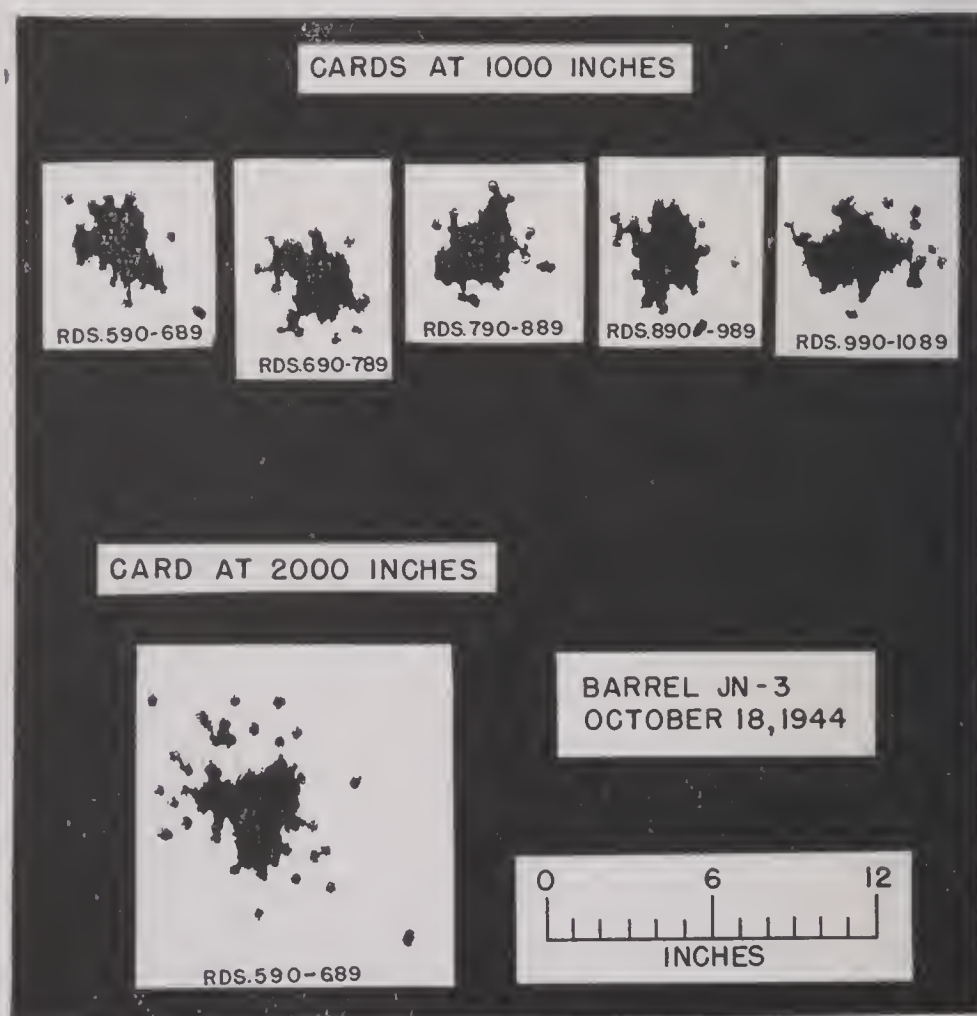 CARDS AT 1000 INCHES
RDS.590-689
RDS.690-789
RDS.790-889
RDS.890-989
RDS.990-1089
CARD AT 2000 INCHES
RDS.590-689
BARREL JN-3
OCTOBER 18, 1944
0 6 12
INCHES